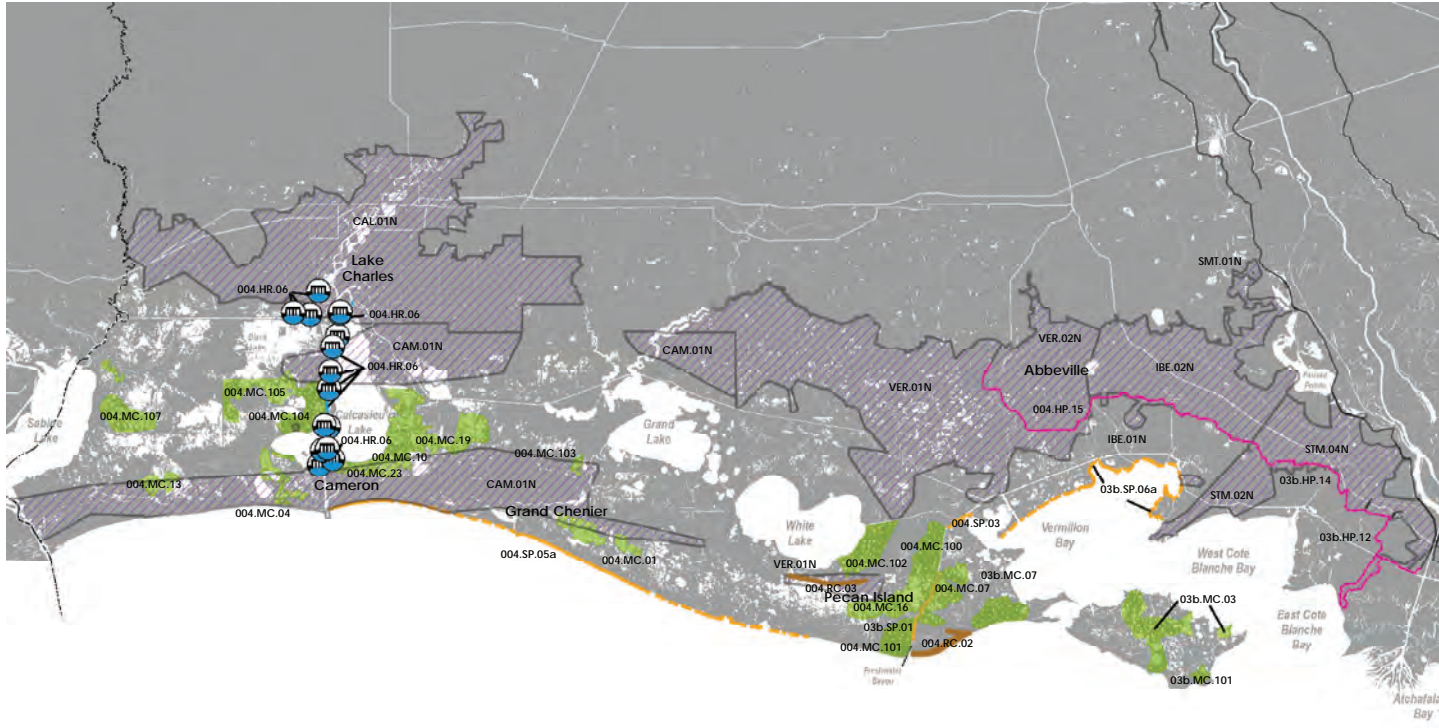 CAL.01N
Lake
Charles
004.HR.06
004.HR.06
SMT.01N
CAM.01N
004.HR.06
CAM.01N
VER.01N
VER.02N
Abbeville
IBE.02N
004.HP.15
004.MC.105
004.MC.107
004.MC.104
Calcasieu
Lake
Sabine
Lake
Grand
Lake
004.HR.06
004.MC.19
004.MC.10
004.MC.103
004.MC.23
004.MC.13
Cameron
CAM.01N
004.MC.04
Grand Chenier
004.SP.05a
004.MC.01
IBE.01N
STM.04N
03b.HP.14
03b.SP.06a
STM.02N
004.SP.03
Vermilion
Bay
White
Lake
004.MC.100
West Coté
Blanche Bay
03b.HP.12
VER.01N
004.MC.102
03b.MC.07
004.RC.03
004.MC.07
Pecan Island
004.MC.16
03b.MC.03
03b.SP.01
004.RC.02
004.MC.101
East Coté
Blanche
Bay
03b.MC.101
Freshwater
Bayou
Atchafala
Bay